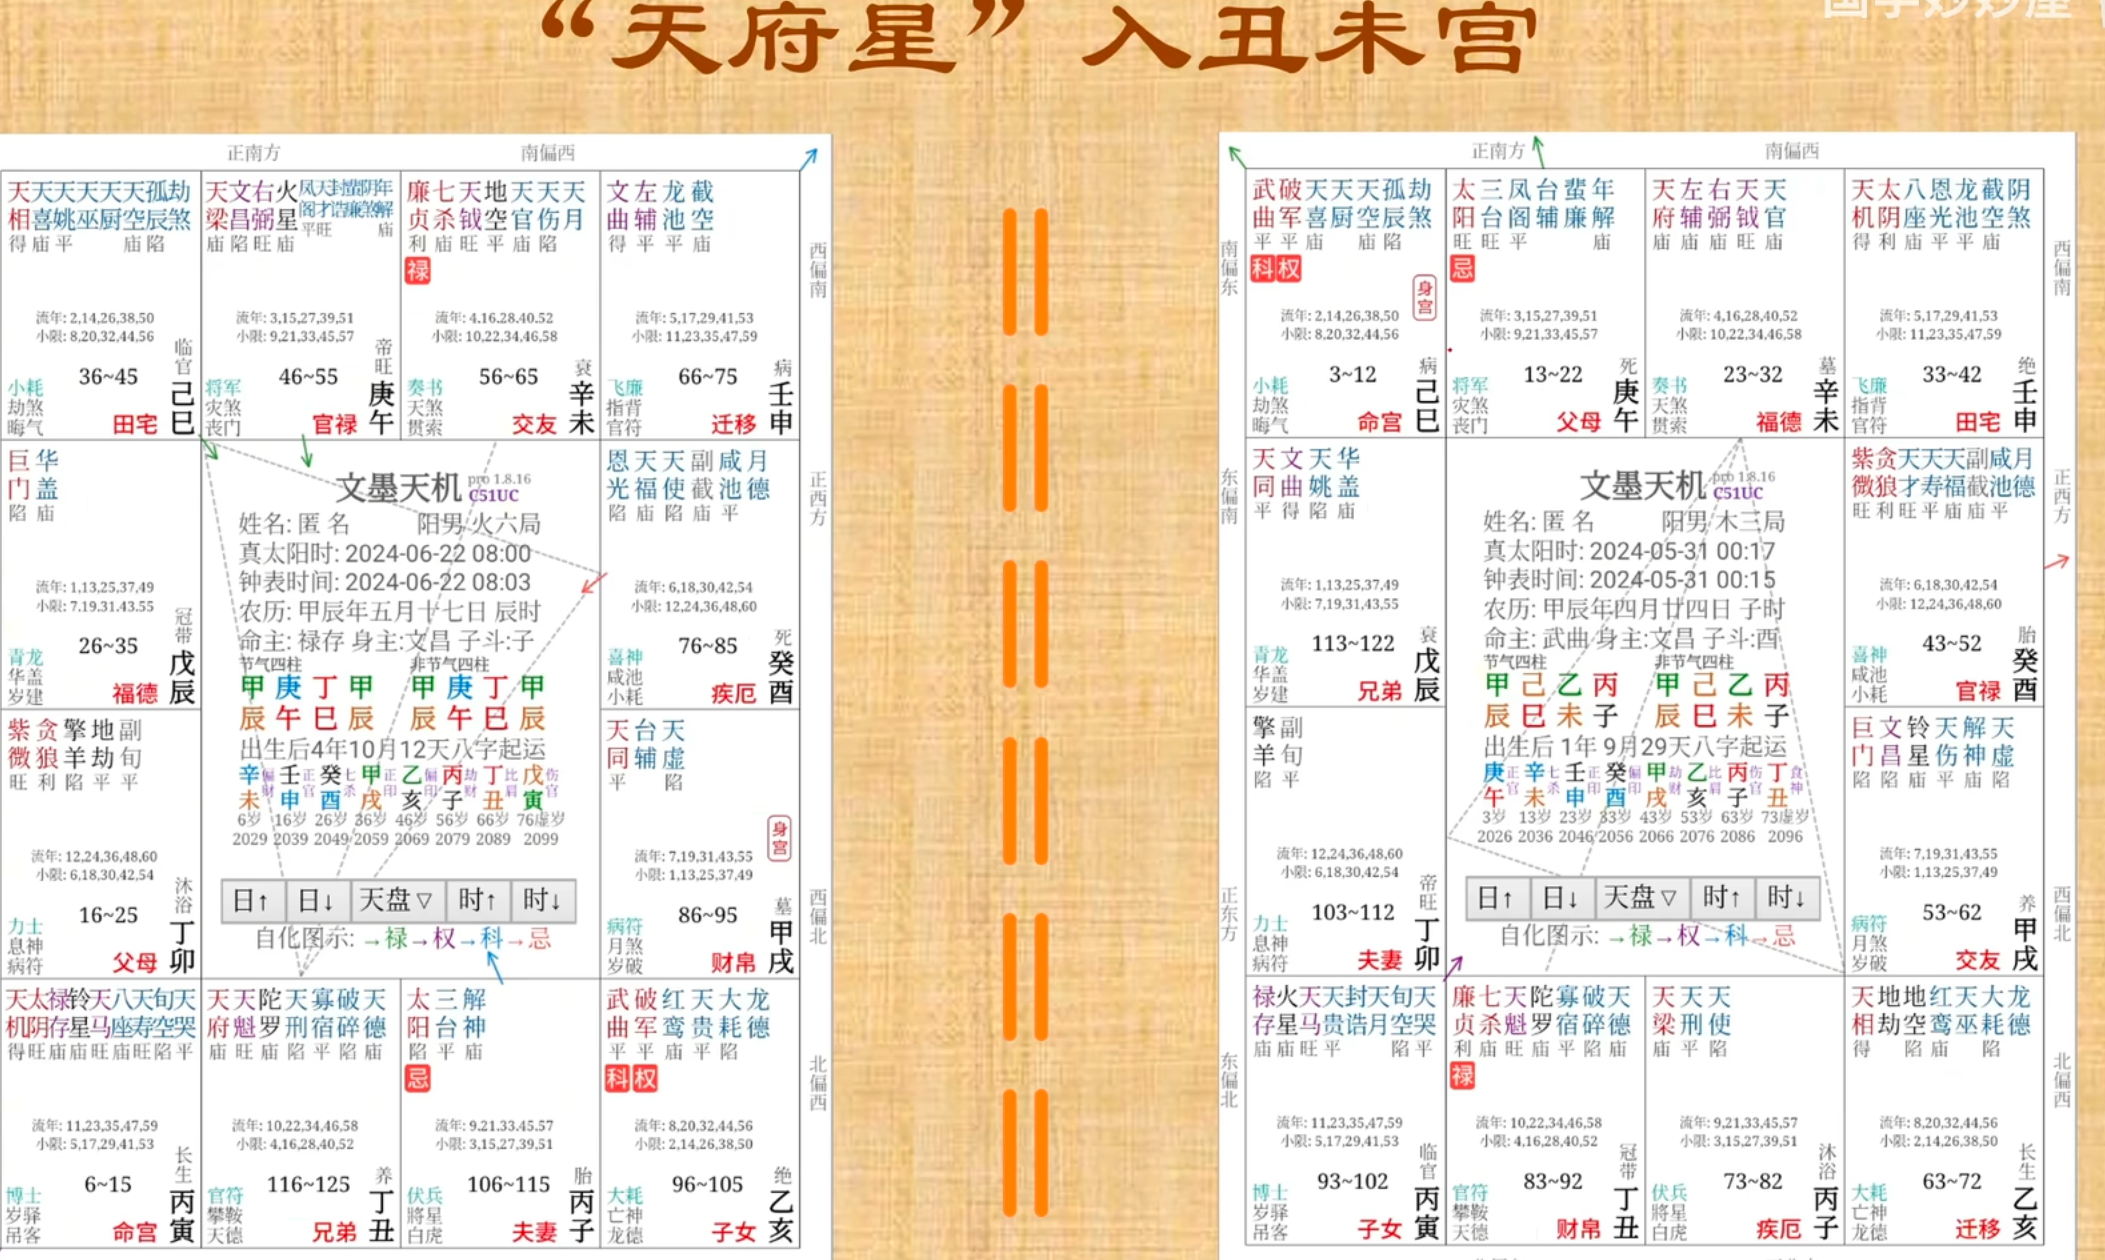 “天府星”入丑未宫
正南方 南偏西
天天天天天天孤劫
相喜姚巫厨空辰煞
得庙平 庙陷
流年: 2,14,26,38,50
小限: 8,20,32,44,56
临官
小耗
劫煞
晦气
36~45
田宅
己巳
天文右火
梁昌弼星
庙陷旺庙
流年: 3,15,27,39,51
小限: 9,21,33,45,57
帝旺
将军
灾煞
丧门
46~55
官禄
庚午
廉七天地天天天
贞杀钺空官伤月
利庙旺平庙陷
禄
流年: 4,16,28,40,52
小限: 10,22,34,46,58
衰
奏书
天煞
贯索
56~65
交友
辛未
文左龙截
曲辅池空
得平平庙
流年: 5,17,29,41,53
小限: 11,23,35,47,59
病
飞廉
指背
官符
66~75
迁移
壬申
西偏南
巨华
门盖
陷庙
流年: 1,13,25,37,49
小限: 7,19,31,43,55
冠带
青龙
华盖
岁建
26~35
福德
戊辰
文墨天机 pro 1.8.16
C51UC
姓名: 匿 名 阳男 火六局
真太阳时: 2024-06-22 08:00
钟表时间: 2024-06-22 08:03
农历: 甲辰年五月十七日 辰时
命主: 禄存 身主:文昌 子斗:子
节气四柱 非节气四柱
甲庚丁甲 甲庚丁甲
辰午巳辰 辰午巳辰
出生后4年10月12天八字起运
辛偏财 壬正官 癸七杀 甲正印 乙偏印 丙劫财 丁比肩 戊伤官
未 申 酉 戌 亥 子 丑 寅
6岁 16岁 26岁 36岁 46岁 56岁 66岁 76虚岁
2029 2039 2049 2059 2069 2079 2089 2099
日↑ 日↓ 天盘▽ 时↑ 时↓
自化图示: →禄→权→科→忌
恩天天副咸月
光福使截池德
陷庙陷庙平
流年: 6,18,30,42,54
小限: 12,24,36,48,60
死
喜神
咸池
小耗
76~85
疾厄
癸酉
正西方
紫贪擎地副
微狼羊劫旬
旺利陷平平
流年: 12,24,36,48,60
小限: 6,18,30,42,54
沐浴
力士
息神
病符
16~25
父母
丁卯
天台天
同辅虚
平 陷
身宫
流年: 7,19,31,43,55
小限: 1,13,25,37,49
墓
病符
月煞
岁破
86~95
财帛
甲戌
西偏北
天太禄铃天八天旬天
机阴存星马座寿空哭
得旺庙庙旺庙旺陷平
流年: 11,23,35,47,59
小限: 5,17,29,41,53
长生
博士
岁驿
吊客
6~15
命宫
丙寅
天天陀天寡破天
府魁罗刑宿碎德
庙旺庙陷平陷庙
流年: 10,22,34,46,58
小限: 4,16,28,40,52
养
官符
攀鞍
天德
116~125
兄弟
丁丑
太三解
阳台神
陷平庙
忌
流年: 9,21,33,45,57
小限: 3,15,27,39,51
胎
伏兵
將星
白虎
106~115
夫妻
丙子
武破红天大龙
曲军鸾贵耗德
平平庙平陷
科权
流年: 8,20,32,44,56
小限: 2,14,26,38,50
绝
大耗
亡神
龙德
96~105
子女
乙亥
北偏西
正南方 南偏西
南偏东
武破天天天孤劫
曲军喜厨空辰煞
平平庙 庙陷
科权
身宫
流年: 2,14,26,38,50
小限: 8,20,32,44,56
病
小耗
劫煞
晦气
3~12
命宫
己巳
太三凤台蜚年
阳台阁辅廉解
旺旺平 庙
忌
流年: 3,15,27,39,51
小限: 9,21,33,45,57
死
将军
灾煞
丧门
13~22
父母
庚午
天左右天天
府辅弼钺官
庙庙庙旺庙
流年: 4,16,28,40,52
小限: 10,22,34,46,58
墓
奏书
天煞
贯索
23~32
福德
辛未
天太八恩龙截阴
机阴座光池空煞
得利庙平平庙
流年: 5,17,29,41,53
小限: 11,23,35,47,59
绝
飞廉
指背
官符
33~42
田宅
壬申
西偏南
东偏南
天文天华
同曲姚盖
平得陷庙
流年: 1,13,25,37,49
小限: 7,19,31,43,55
衰
青龙
华盖
岁建
113~122
兄弟
戊辰
文墨天机 pro 1.8.16
C51UC
姓名: 匿 名 阳男 木三局
真太阳时: 2024-05-31 00:17
钟表时间: 2024-05-31 00:15
农历: 甲辰年四月廿四日 子时
命主: 武曲 身主:文昌 子斗:酉
节气四柱 非节气四柱
甲己乙丙 甲己乙丙
辰巳未子 辰巳未子
出生后 1年 9月29天八字起运
庚正官 辛七杀 壬正印 癸偏印 甲劫财 乙比肩 丙伤官 丁食神
午 未 申 酉 戌 亥 子 丑
3岁 13岁 23岁 33岁 43岁 53岁 63岁 73虚岁
2026 2036 2046 2056 2066 2076 2086 2096
日↑ 日↓ 天盘▽ 时↑ 时↓
自化图示: →禄→权→科→忌
紫贪天天天副咸月
微狼才寿福截池德
旺利旺平庙庙平
流年: 6,18,30,42,54
小限: 12,24,36,48,60
胎
喜神
咸池
小耗
43~52
官禄
癸酉
正西方
正东方
擎副
羊旬
陷平
流年: 12,24,36,48,60
小限: 6,18,30,42,54
帝旺
力士
息神
病符
103~112
夫妻
丁卯
巨文铃天解天
门昌星伤神虚
陷陷庙平庙陷
流年: 7,19,31,43,55
小限: 1,13,25,37,49
养
病符
月煞
岁破
53~62
交友
甲戌
西偏北
东偏北
禄火天天封天旬天
存星马贵诰月空哭
庙庙旺平 陷平
流年: 11,23,35,47,59
小限: 5,17,29,41,53
临官
博士
岁驿
吊客
93~102
子女
丙寅
廉七天陀寡破天
贞杀魁罗宿碎德
利庙旺庙平陷庙
禄
流年: 10,22,34,46,58
小限: 4,16,28,40,52
冠带
官符
攀鞍
天德
83~92
财帛
丁丑
天天天
梁刑使
庙平陷
流年: 9,21,33,45,57
小限: 3,15,27,39,51
沐浴
伏兵
將星
白虎
73~82
疾厄
丙子
天地地红天大龙
相劫空鸾巫耗德
得 陷庙 陷
流年: 8,20,32,44,56
小限: 2,14,26,38,50
长生
大耗
亡神
龙德
63~72
迁移
乙亥
北偏西